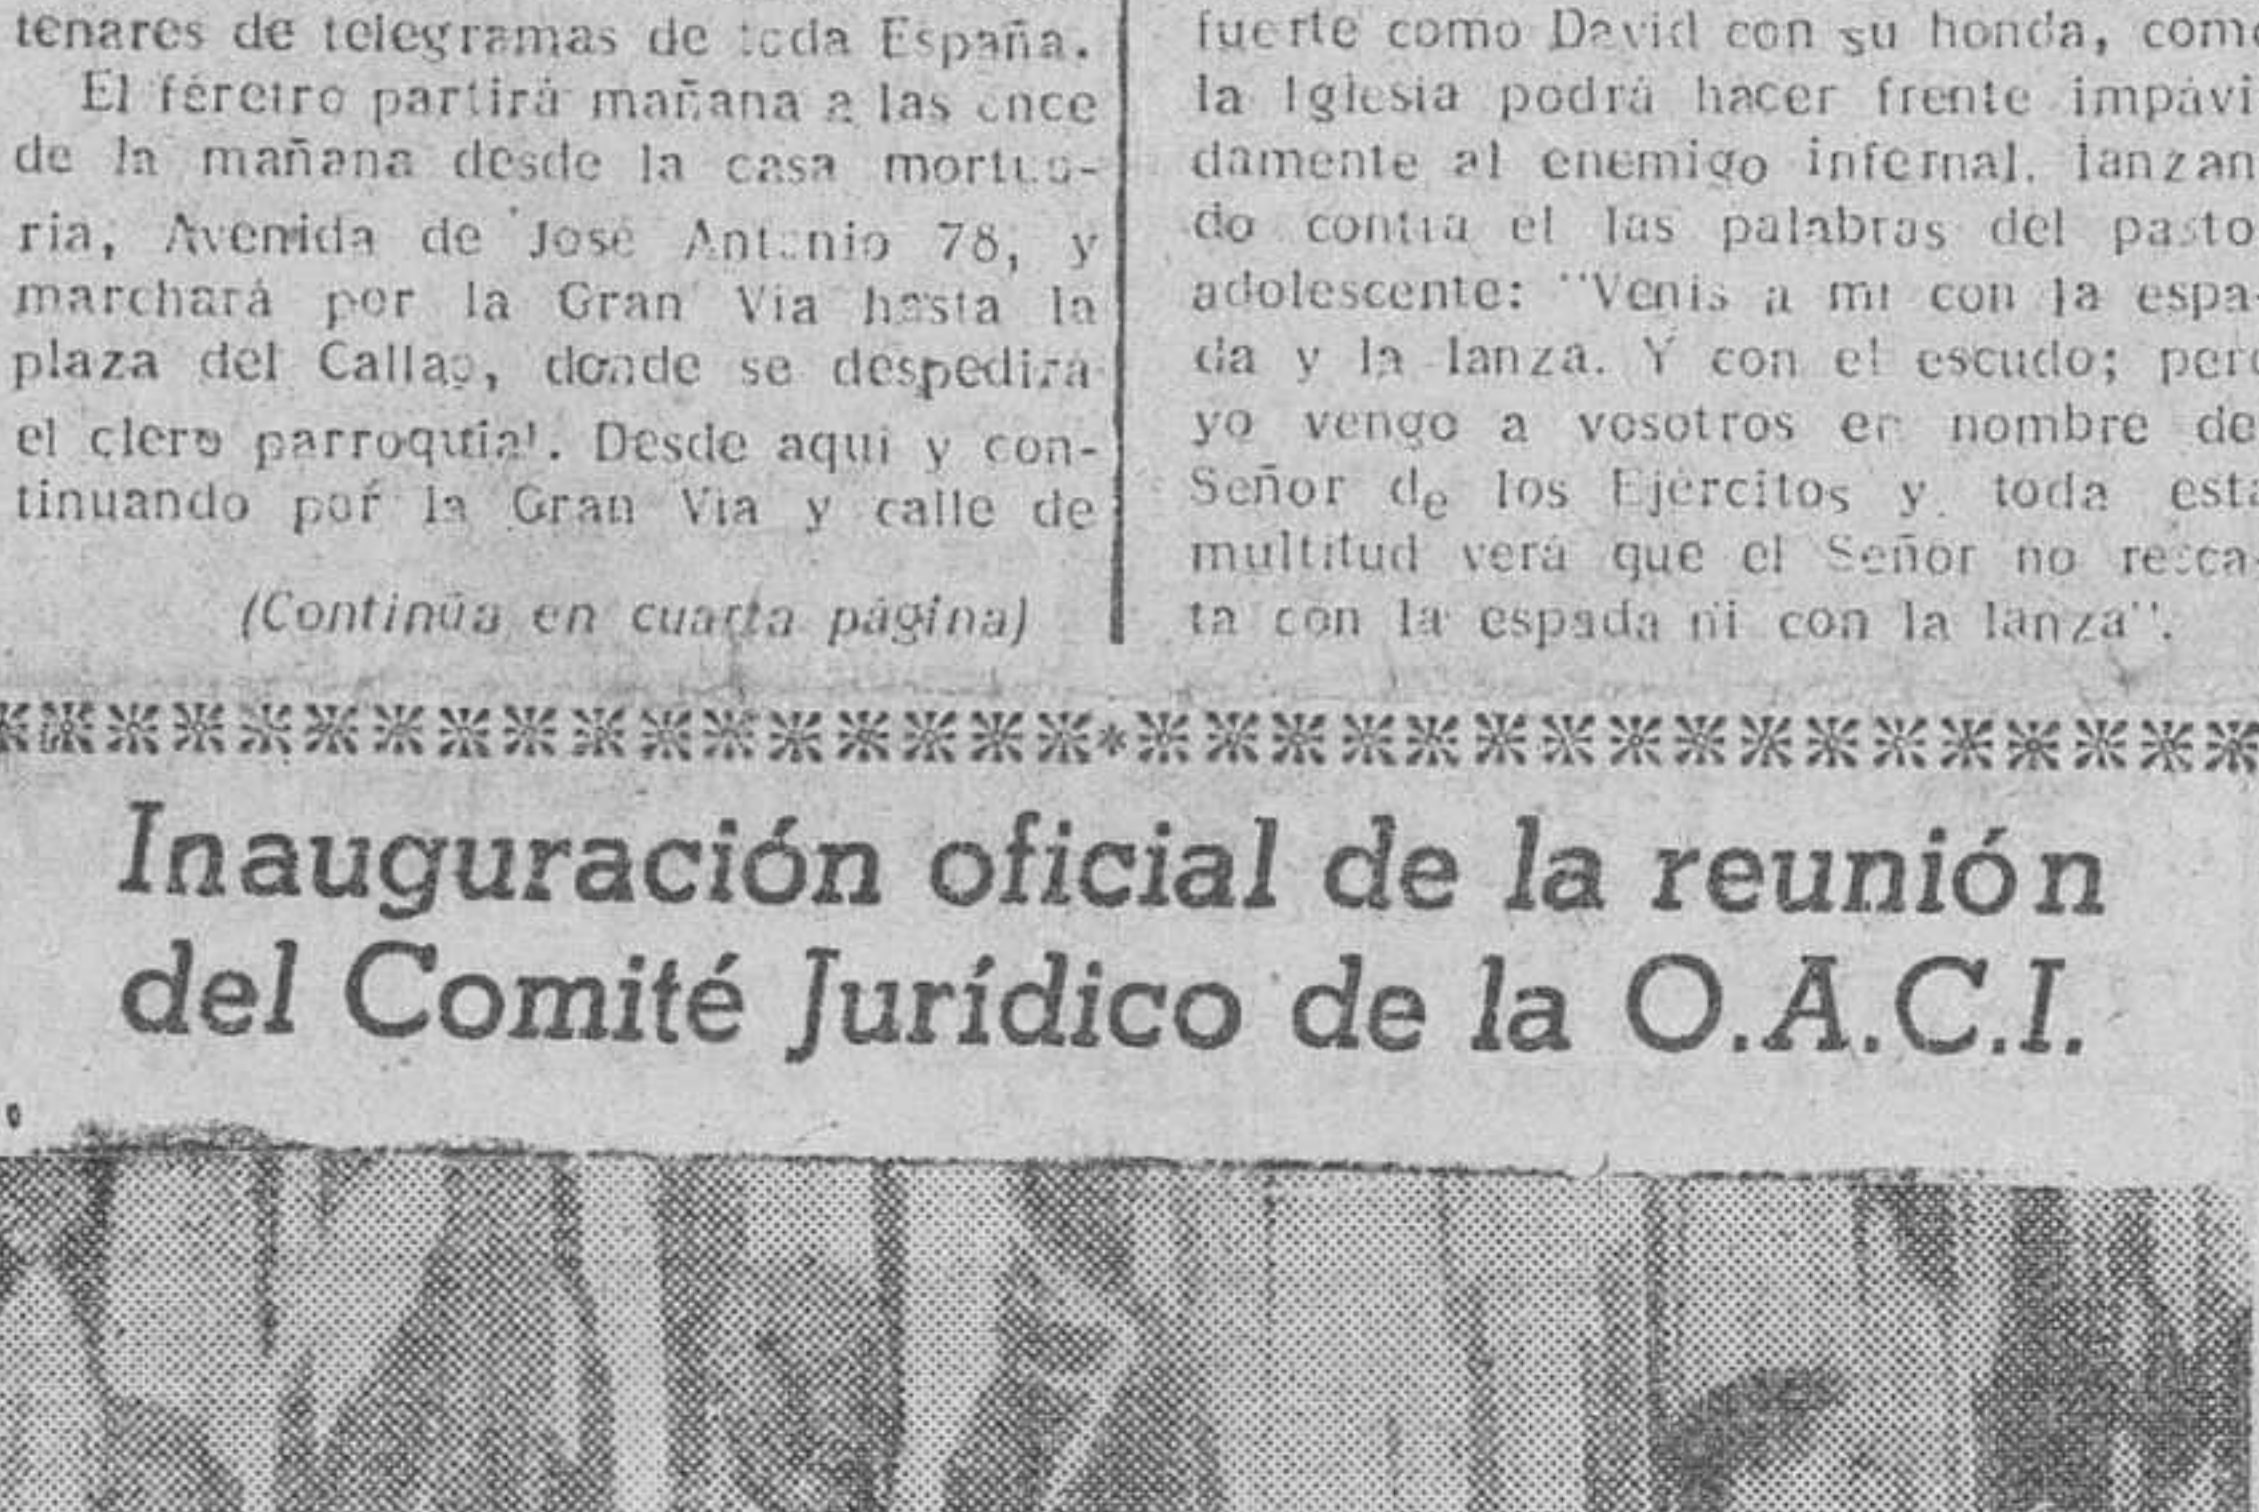 tenares de telegramas de toda España.
El féretro partirá mañana a las once
de la mañana desde la casa mortuo-
ria, Avenida de José Antonio 78, y
marchará por la Gran Via hasta la
plaza del Callao, donde se despedirá
el clero parroquial. Desde aquí y con-
tinuando por la Gran Via y calle de
(Continúa en cuarta página)
fuerte como David con su honda, como
la Iglesia podrá hacer frente impávi-
damente al enemigo infernal, lanzan-
do contra el las palabras del pasto
adolescente: "Venís a mi con la espa-
da y la lanza. Y con el escudo; pero
yo vengo a vosotros en nombre de
Señor de los Ejércitos y toda esta
multitud verá que el Señor no resca-
ta con la espada ni con la lanza".
Inauguración oficial de la reunión
del Comité Jurídico de la O.A.C.I.